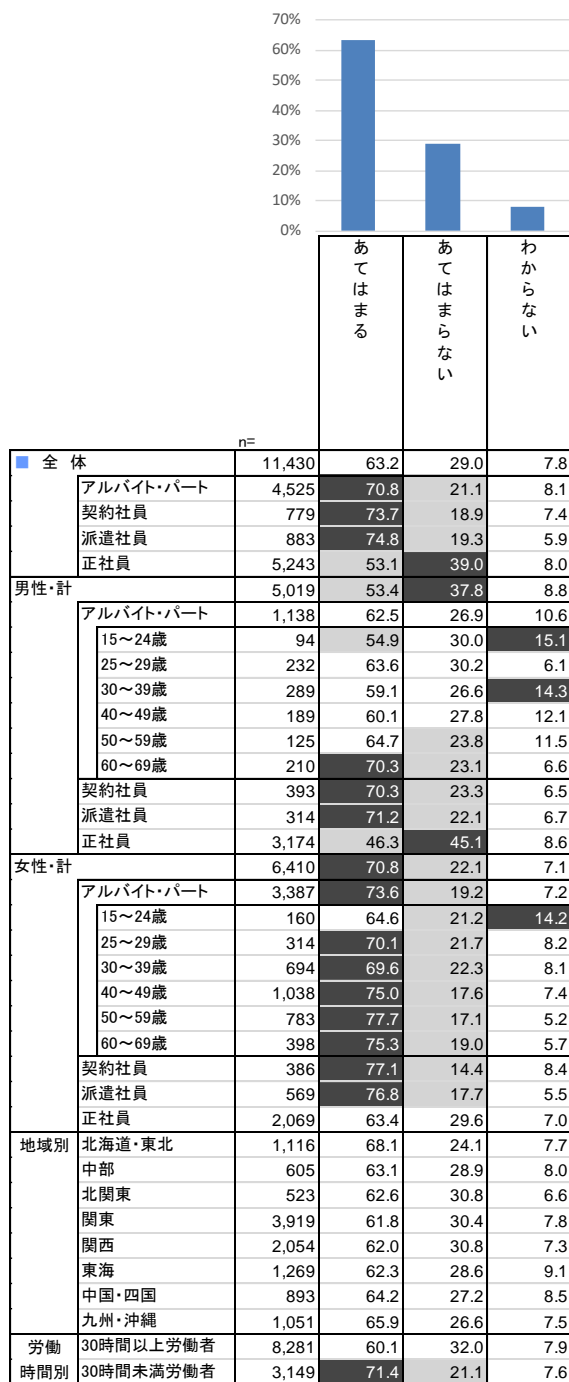 70%
60%
50%
40%
30%
20%
10%
0%
あてはまる
あてはまらない
わからない
n=
■ 全 体 11,430 63.2 29.0 7.8
アルバイト・パート 4,525 70.8 21.1 8.1
契約社員 779 73.7 18.9 7.4
派遣社員 883 74.8 19.3 5.9
正社員 5,243 53.1 39.0 8.0
男性・計 5,019 53.4 37.8 8.8
アルバイト・パート 1,138 62.5 26.9 10.6
15～24歳 94 54.9 30.0 15.1
25～29歳 232 63.6 30.2 6.1
30～39歳 289 59.1 26.6 14.3
40～49歳 189 60.1 27.8 12.1
50～59歳 125 64.7 23.8 11.5
60～69歳 210 70.3 23.1 6.6
契約社員 393 70.3 23.3 6.5
派遣社員 314 71.2 22.1 6.7
正社員 3,174 46.3 45.1 8.6
女性・計 6,410 70.8 22.1 7.1
アルバイト・パート 3,387 73.6 19.2 7.2
15～24歳 160 64.6 21.2 14.2
25～29歳 314 70.1 21.7 8.2
30～39歳 694 69.6 22.3 8.1
40～49歳 1,038 75.0 17.6 7.4
50～59歳 783 77.7 17.1 5.2
60～69歳 398 75.3 19.0 5.7
契約社員 386 77.1 14.4 8.4
派遣社員 569 76.8 17.7 5.5
正社員 2,069 63.4 29.6 7.0
地域別 北海道・東北 1,116 68.1 24.1 7.7
中部 605 63.1 28.9 8.0
北関東 523 62.6 30.8 6.6
関東 3,919 61.8 30.4 7.8
関西 2,054 62.0 30.8 7.3
東海 1,269 62.3 28.6 9.1
中国・四国 893 64.2 27.2 8.5
九州・沖縄 1,051 65.9 26.6 7.5
労働 30時間以上労働者 8,281 60.1 32.0 7.9
時間別 30時間未満労働者 3,149 71.4 21.1 7.6